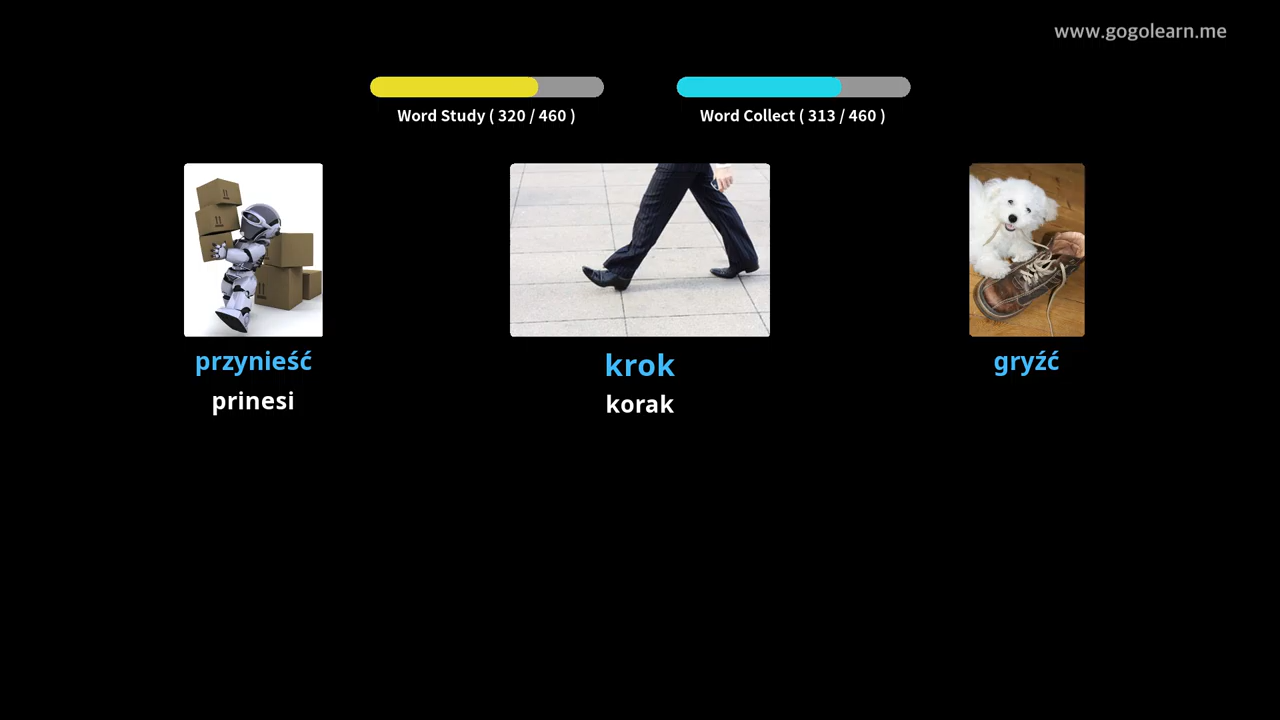 www.gogolearn.me
Word Study ( 320 / 460 )
Word Collect ( 313 / 460 )
przynieść
prinesi
krok
korak
gryźć